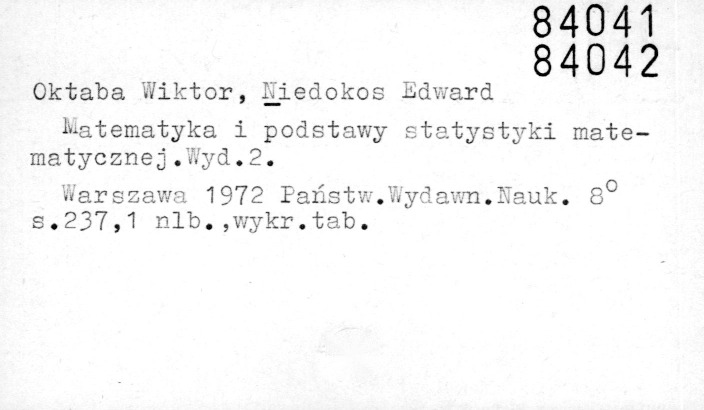 84041
84042
Oktaba Wiktor, Niedokos Edward
Matematyka i podstawy statystyki mate-
matycznej.Wyd.2.
Warszawa 1972 Państw.Wydawn.Nauk. 8°
s.237,1 nlb.,wykr.tab.